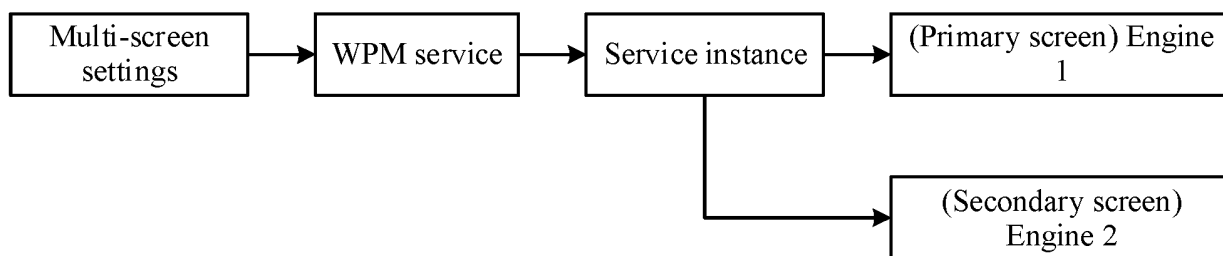 Multi-screen
settings
WPM service
Service instance
(Primary screen) Engine
1
(Secondary screen)
Engine 2